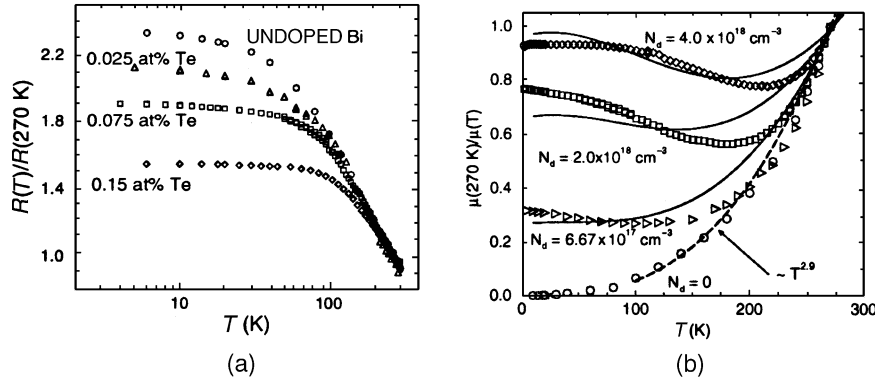 UNDOPED Bi
0.025 at% Te
0.075 at% Te
0.15 at% Te
R(T)/R(270 K)
2.2
1.8
1.4
1.0
10
100
T (K)
(a)
N_d = 4.0 x 10^18 cm^-3
N_d = 2.0x10^18 cm^-3
N_d = 6.67x10^17 cm^-3
N_d = 0
~ T^2.9
μ(270 K)/μ(T)
1.0
0.8
0.6
0.4
0.2
0.0
0
100
200
300
T (K)
(b)